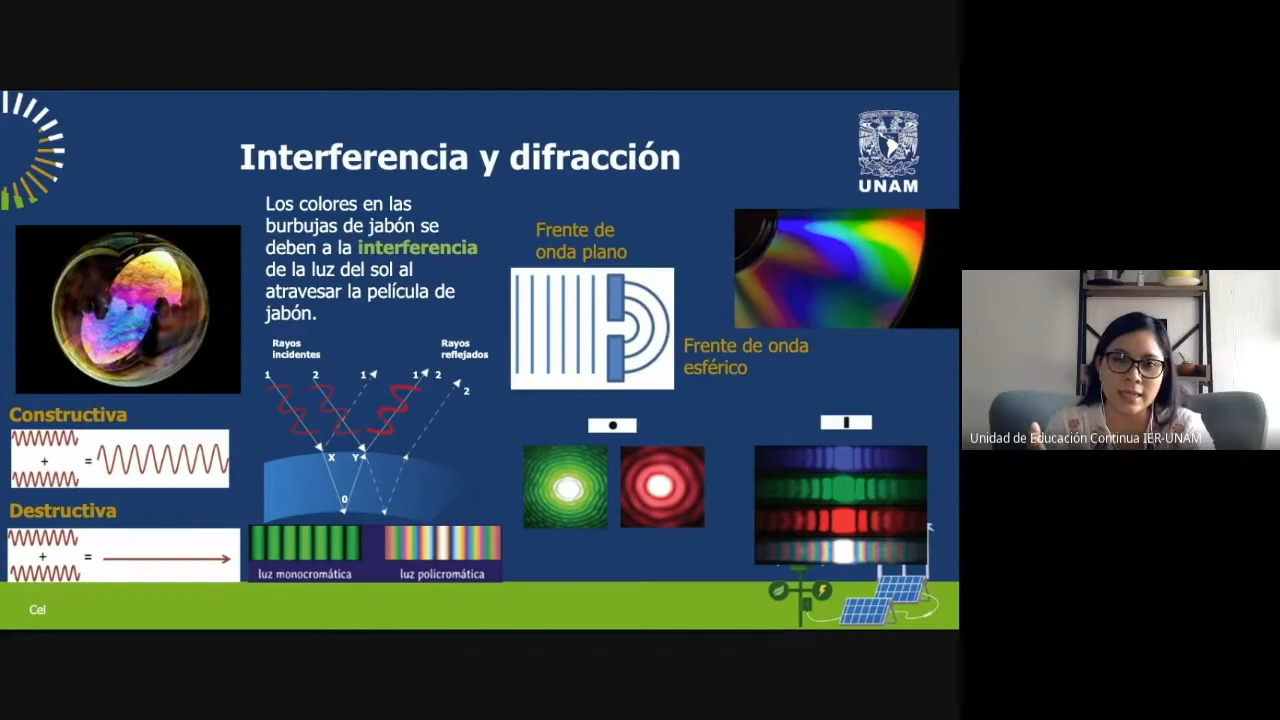 Interferencia y difracción
UNAM
Los colores en las
burbujas de jabón se
deben a la interferencia
de la luz del sol al
atravesar la película de
jabón.
Frente de
onda plano
Frente de onda
esférico
Rayos
incidentes
Rayos
reflejados
1 2 1 1 2
2
X Y
0
Constructiva
+ =
Destructiva
+ =
luz monocromática
luz policromática
Cel
Unidad de Educación Continua IER-UNAM